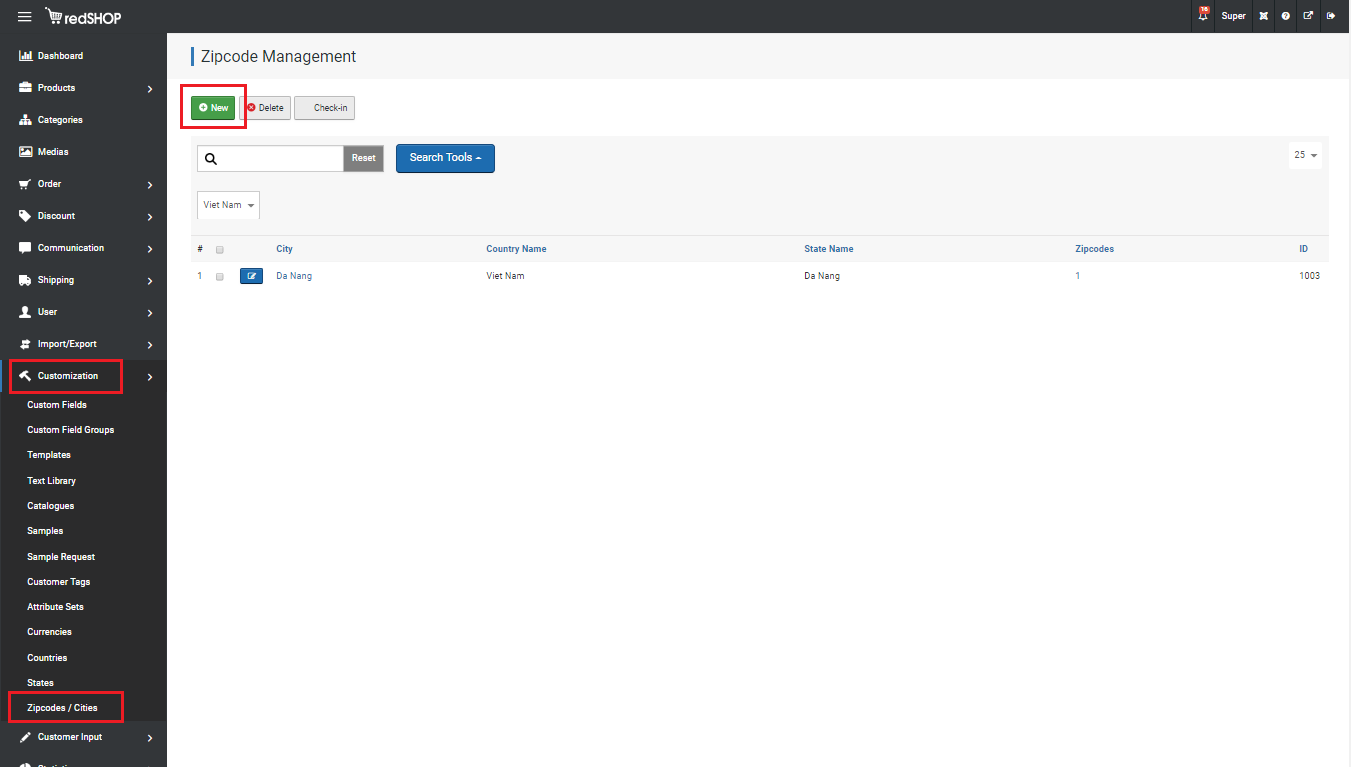 redSHOP
16
Super
Dashboard
Products
Categories
Medias
Order
Discount
Communication
Shipping
User
Import/Export
Customization
Custom Fields
Custom Field Groups
Templates
Text Library
Catalogues
Samples
Sample Request
Customer Tags
Attribute Sets
Currencies
Countries
States
Zipcodes / Cities
Customer Input
Zipcode Management
New Delete Check-in
Reset Search Tools 25
Viet Nam
# City Country Name State Name Zipcodes ID
1 Da Nang Viet Nam Da Nang 1 1003